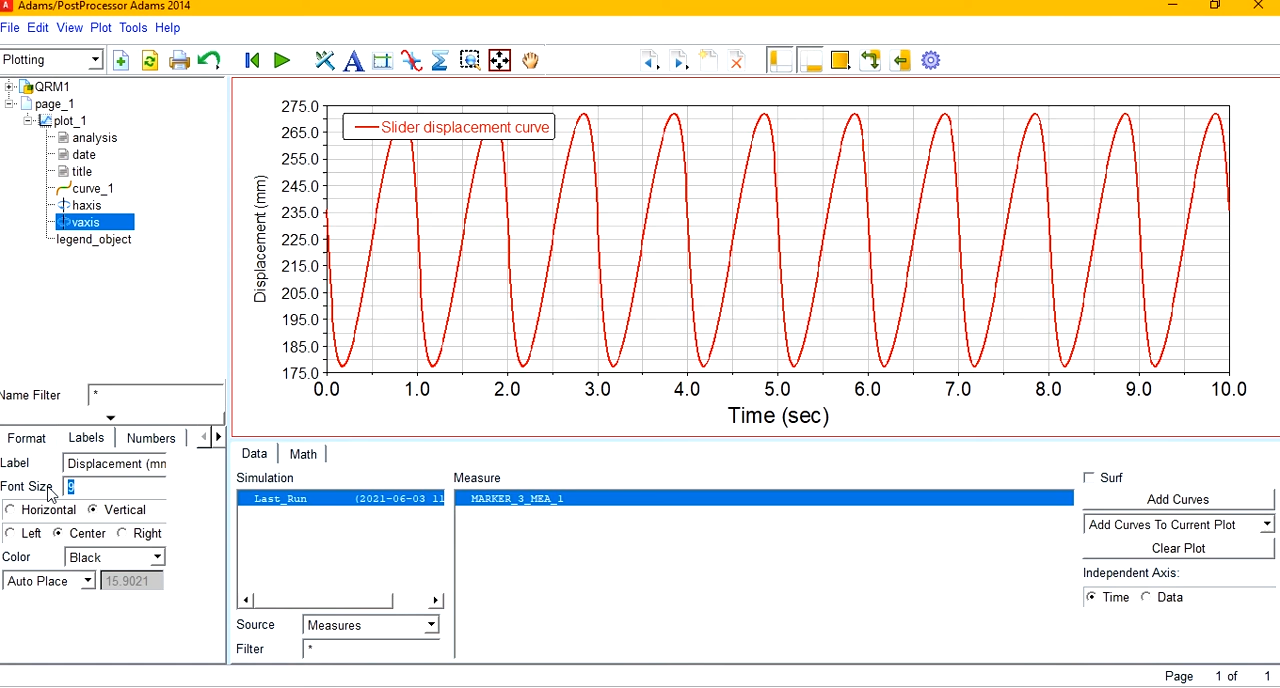 Adams/PostProcessor Adams 2014
File Edit View Plot Tools Help
Plotting
QRM1
page_1
plot_1
analysis
date
title
curve_1
haxis
vaxis
legend_object
Name Filter *
Format Labels Numbers
Label Displacement (mm
Font Size 9
Horizontal Vertical
Left Center Right
Color Black
Auto Place 15.9021
Slider displacement curve
275.0
265.0
255.0
245.0
235.0
225.0
215.0
205.0
195.0
185.0
175.0
Displacement (mm)
0.0 1.0 2.0 3.0 4.0 5.0 6.0 7.0 8.0 9.0 10.0
Time (sec)
Data Math
Simulation
Last_Run (2021-06-03 11
Source Measures
Filter *
Measure
MARKER_3_MEA_1
Surf
Add Curves
Add Curves To Current Plot
Clear Plot
Independent Axis:
Time Data
Page 1 of 1